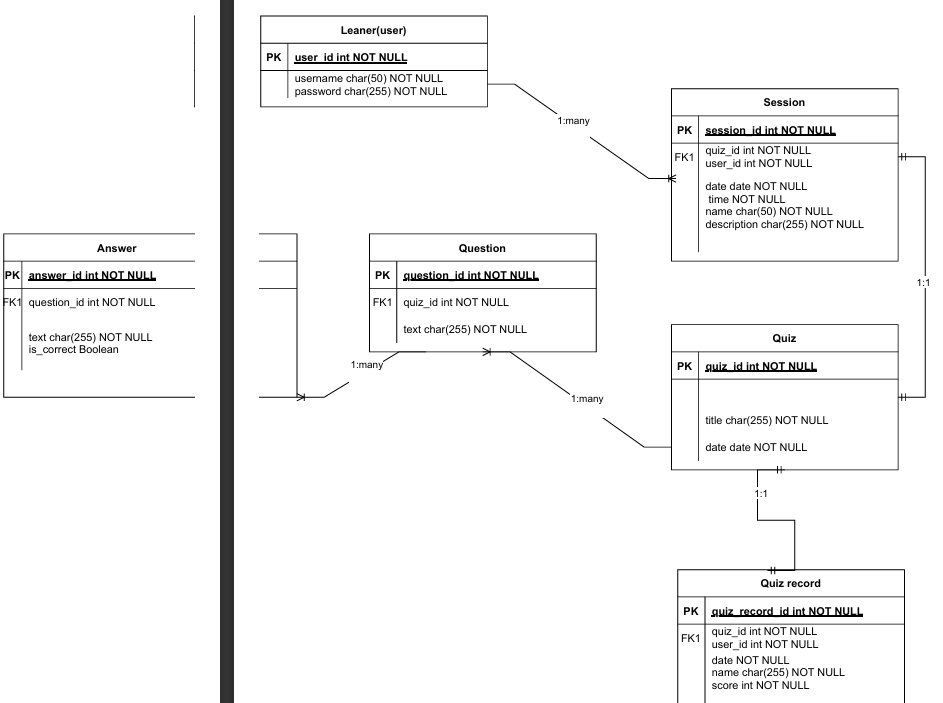 Leaner(user)
PK user_id int NOT NULL
username char(50) NOT NULL
password char(255) NOT NULL
1:many
Session
PK session_id int NOT NULL
FK1 quiz_id int NOT NULL
user_id int NOT NULL
date date NOT NULL
time NOT NULL
name char(50) NOT NULL
description char(255) NOT NULL
1:1
Answer
PK answer_id int NOT NULL
FK1 question_id int NOT NULL
text char(255) NOT NULL
is_correct Boolean
1:many
Question
PK question_id int NOT NULL
FK1 quiz_id int NOT NULL
text char(255) NOT NULL
1:many
Quiz
PK quiz_id int NOT NULL
title char(255) NOT NULL
date date NOT NULL
1:1
Quiz record
PK quiz_record_id int NOT NULL
FK1 quiz_id int NOT NULL
user_id int NOT NULL
date NOT NULL
name char(255) NOT NULL
score int NOT NULL